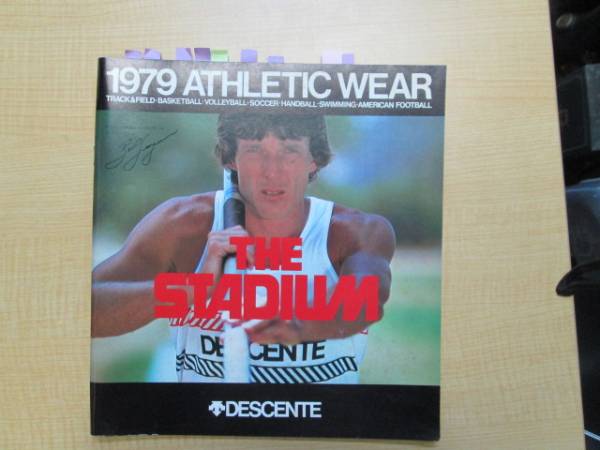 1979 ATHLETIC WEAR
TRACK&FIELD·BASKETBALL·VOLLEYBALL·SOCCER·HANDBALL·SWIMMING·AMERICAN FOOTBALL
THE
STADIUM
DESCENTE
DESCENTE